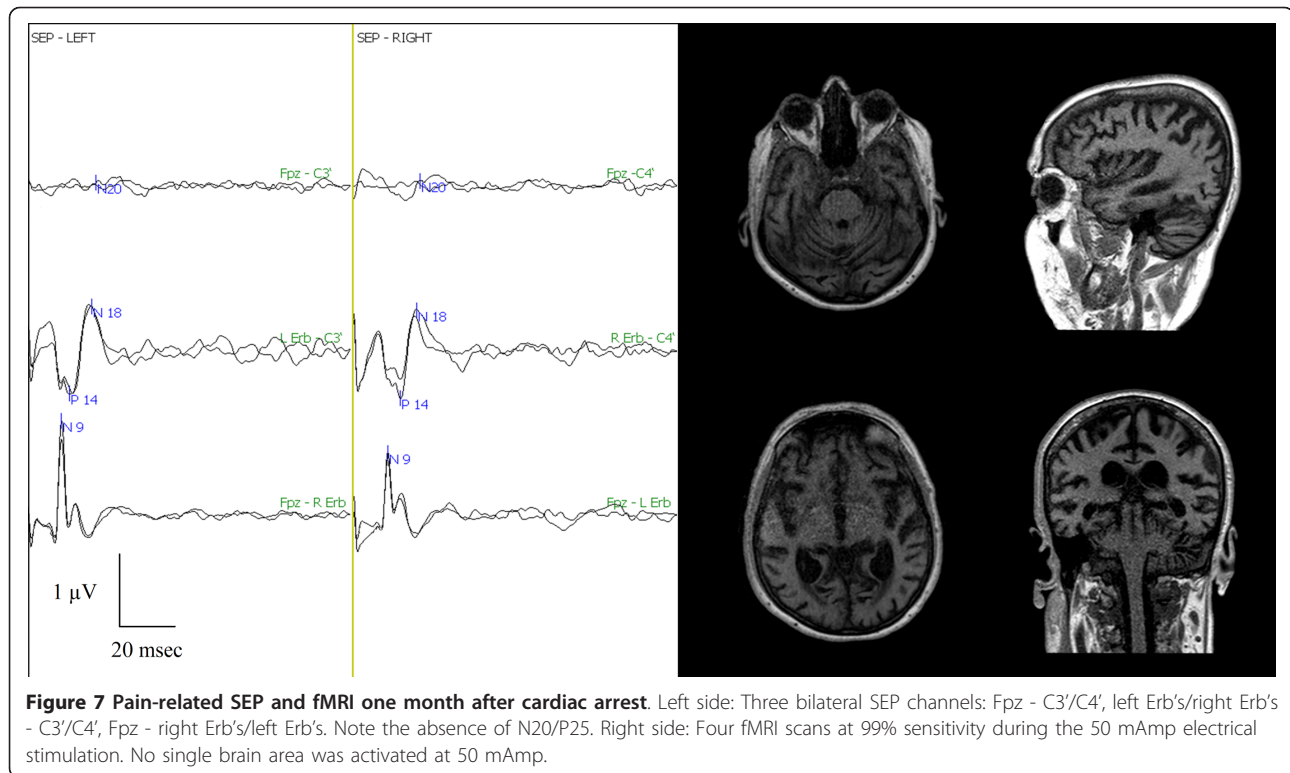 SEP - LEFT
SEP - RIGHT
Fpz - C3'
Fpz -C4'
N20
N20
N 18
N 18
L Erb - C3'
R Erb - C4'
P 14
P 14
N 9
N 9
Fpz - R Erb
Fpz - L Erb
1 µV
20 msec
Figure 7 Pain-related SEP and fMRI one month after cardiac arrest. Left side: Three bilateral SEP channels: Fpz - C3'/C4', left Erb's/right Erb's
- C3'/C4', Fpz - right Erb's/left Erb's. Note the absence of N20/P25. Right side: Four fMRI scans at 99% sensitivity during the 50 mAmp electrical
stimulation. No single brain area was activated at 50 mAmp.